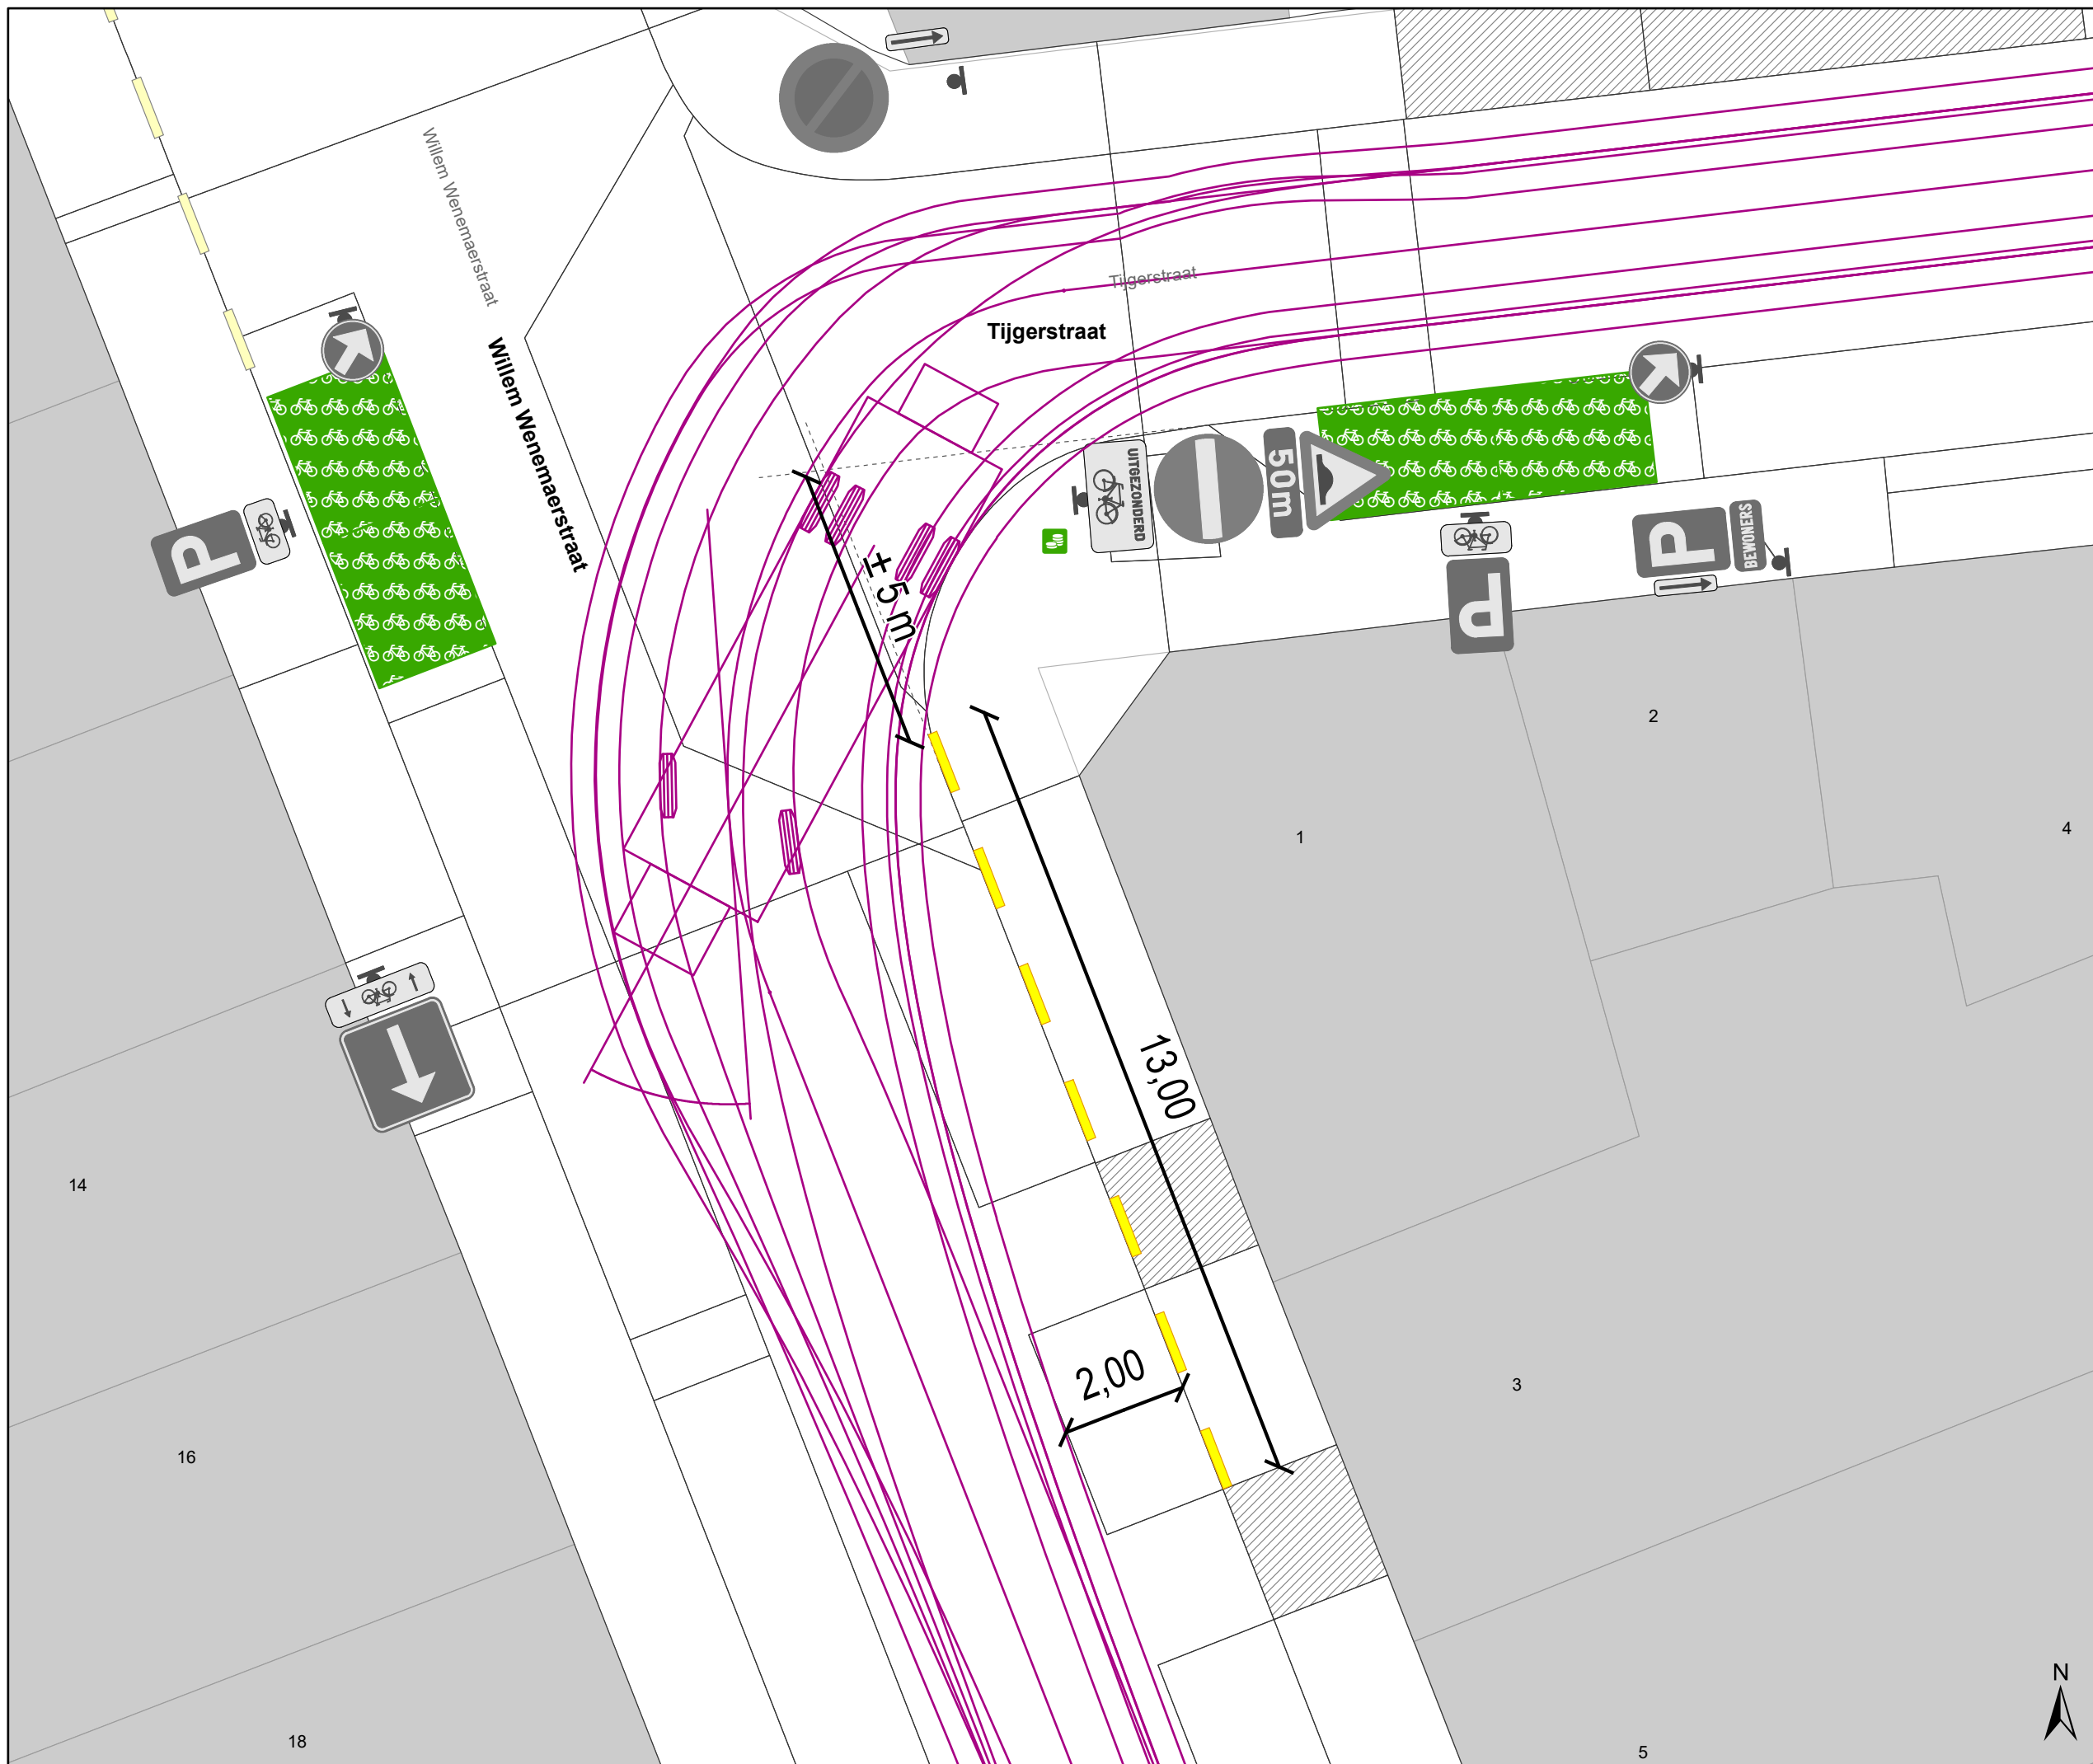 Willem Wenemaerstraat
Tijgerstraat
Tijgerstraat
Willem Wenemaerstraat
UITGEZONDERD
50m
P
P
BEWONERS
P
± 5 m
2
1
4
13,00
14
2,00
3
16
N
18
5